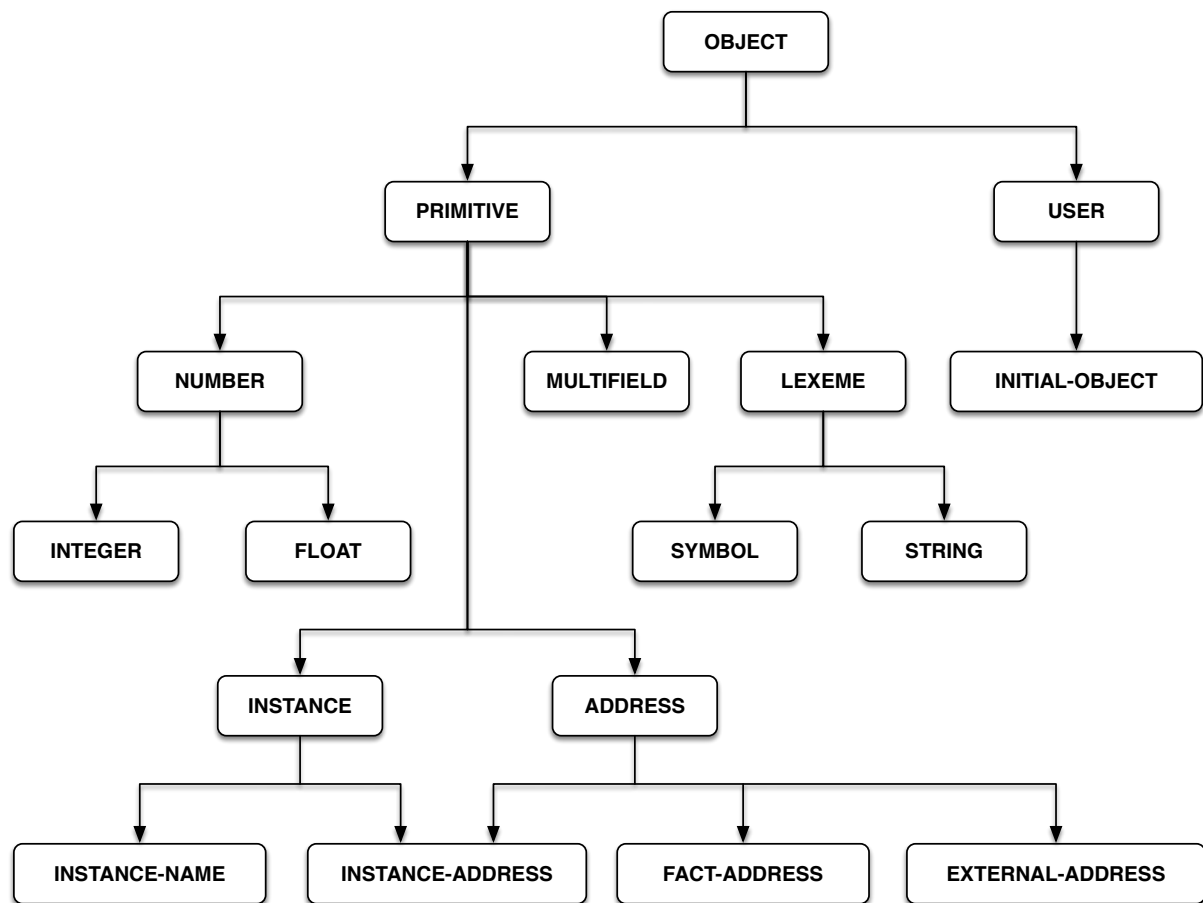 OBJECT
PRIMITIVE
USER
NUMBER
MULTIFIELD
LEXEME
INITIAL-OBJECT
INTEGER
FLOAT
SYMBOL
STRING
INSTANCE
ADDRESS
INSTANCE-NAME
INSTANCE-ADDRESS
FACT-ADDRESS
EXTERNAL-ADDRESS